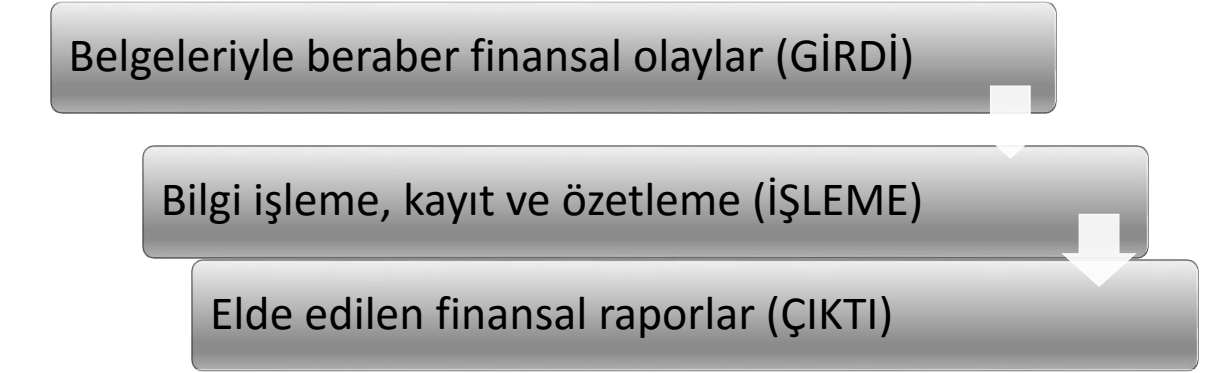 Belgeleriyle beraber finansal olaylar (GİRDİ)
Bilgi işleme, kayıt ve özetleme (İŞLEME)
Elde edilen finansal raporlar (ÇIKTI)